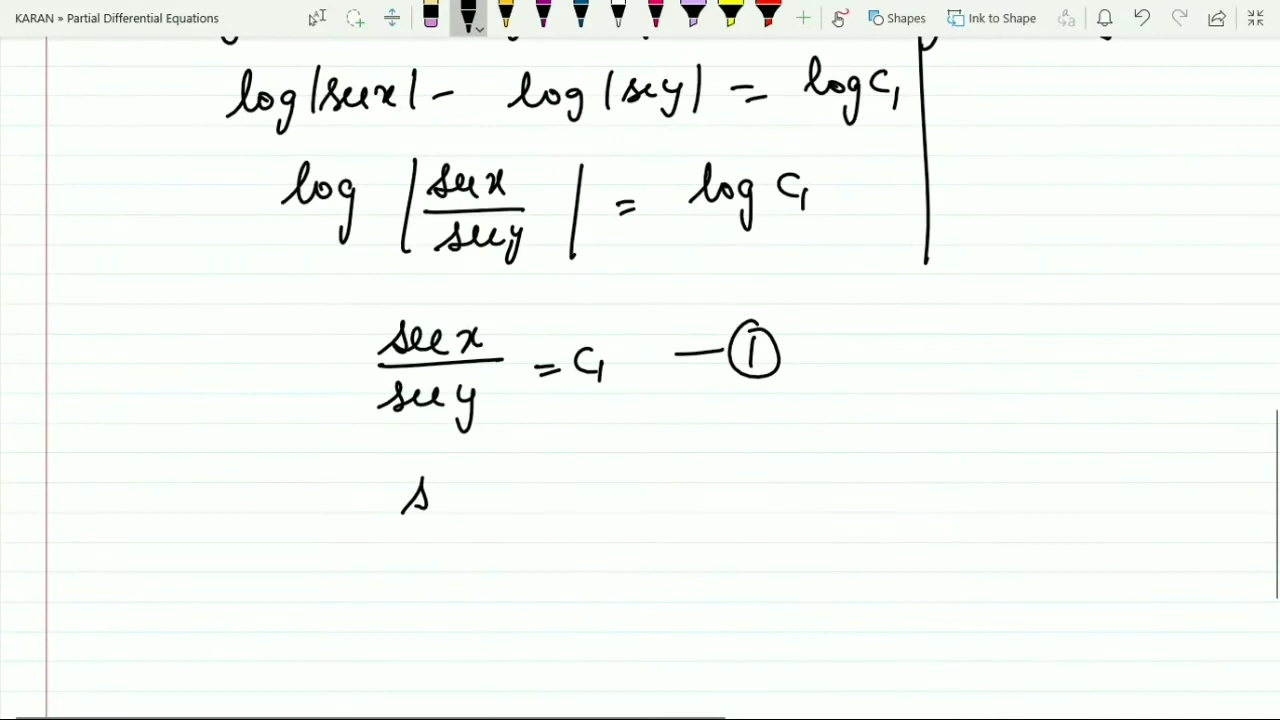 KARAN » Partial Differential Equations
Shapes
Ink to Shape
log|secx| - log|secy| = log C₁
log |secx / secy| = log C₁
secx / secy = C₁ — ①
s